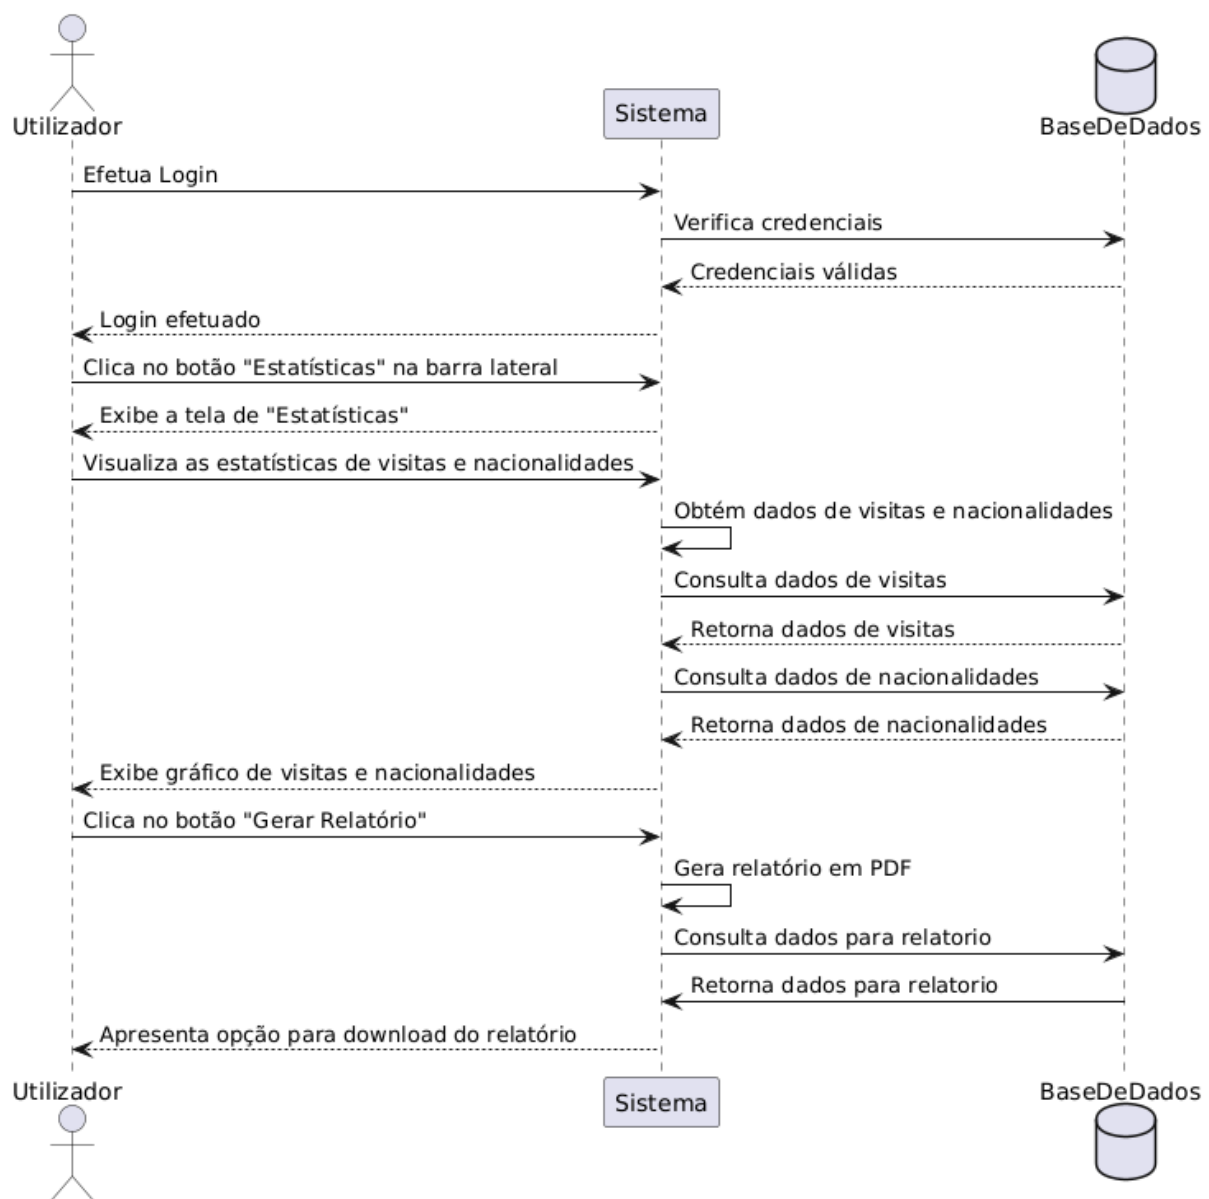 Utilizador
Sistema
BaseDeDados
Efetua Login
Verifica credenciais
Credenciais válidas
Login efetuado
Clica no botão "Estatísticas" na barra lateral
Exibe a tela de "Estatísticas"
Visualiza as estatísticas de visitas e nacionalidades
Obtém dados de visitas e nacionalidades
Consulta dados de visitas
Retorna dados de visitas
Consulta dados de nacionalidades
Retorna dados de nacionalidades
Exibe gráfico de visitas e nacionalidades
Clica no botão "Gerar Relatório"
Gera relatório em PDF
Consulta dados para relatorio
Retorna dados para relatorio
Apresenta opção para download do relatório
Utilizador
Sistema
BaseDeDados